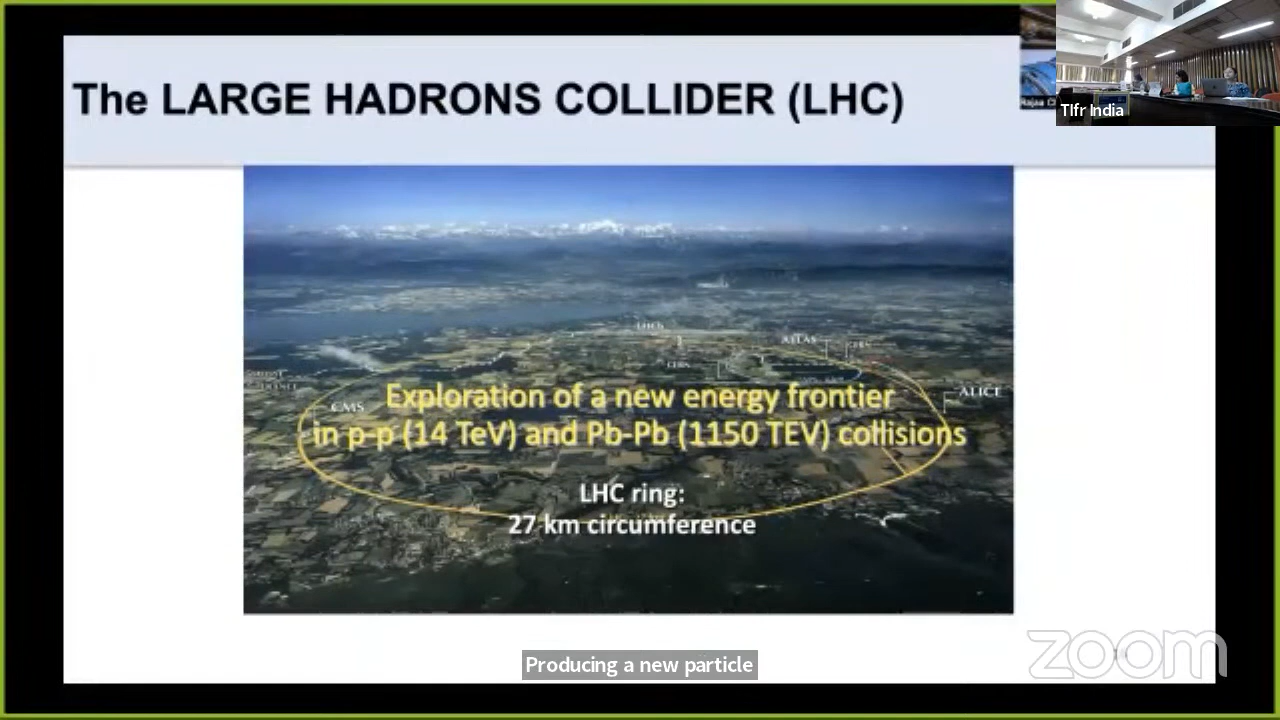 The LARGE HADRONS COLLIDER (LHC)
TIfr India
ATLAS
CMS
ALICE
Exploration of a new energy frontier
in p-p (14 TeV) and Pb-Pb (1150 TEV) collisions
LHC ring:
27 km circumference
Producing a new particle
zoom